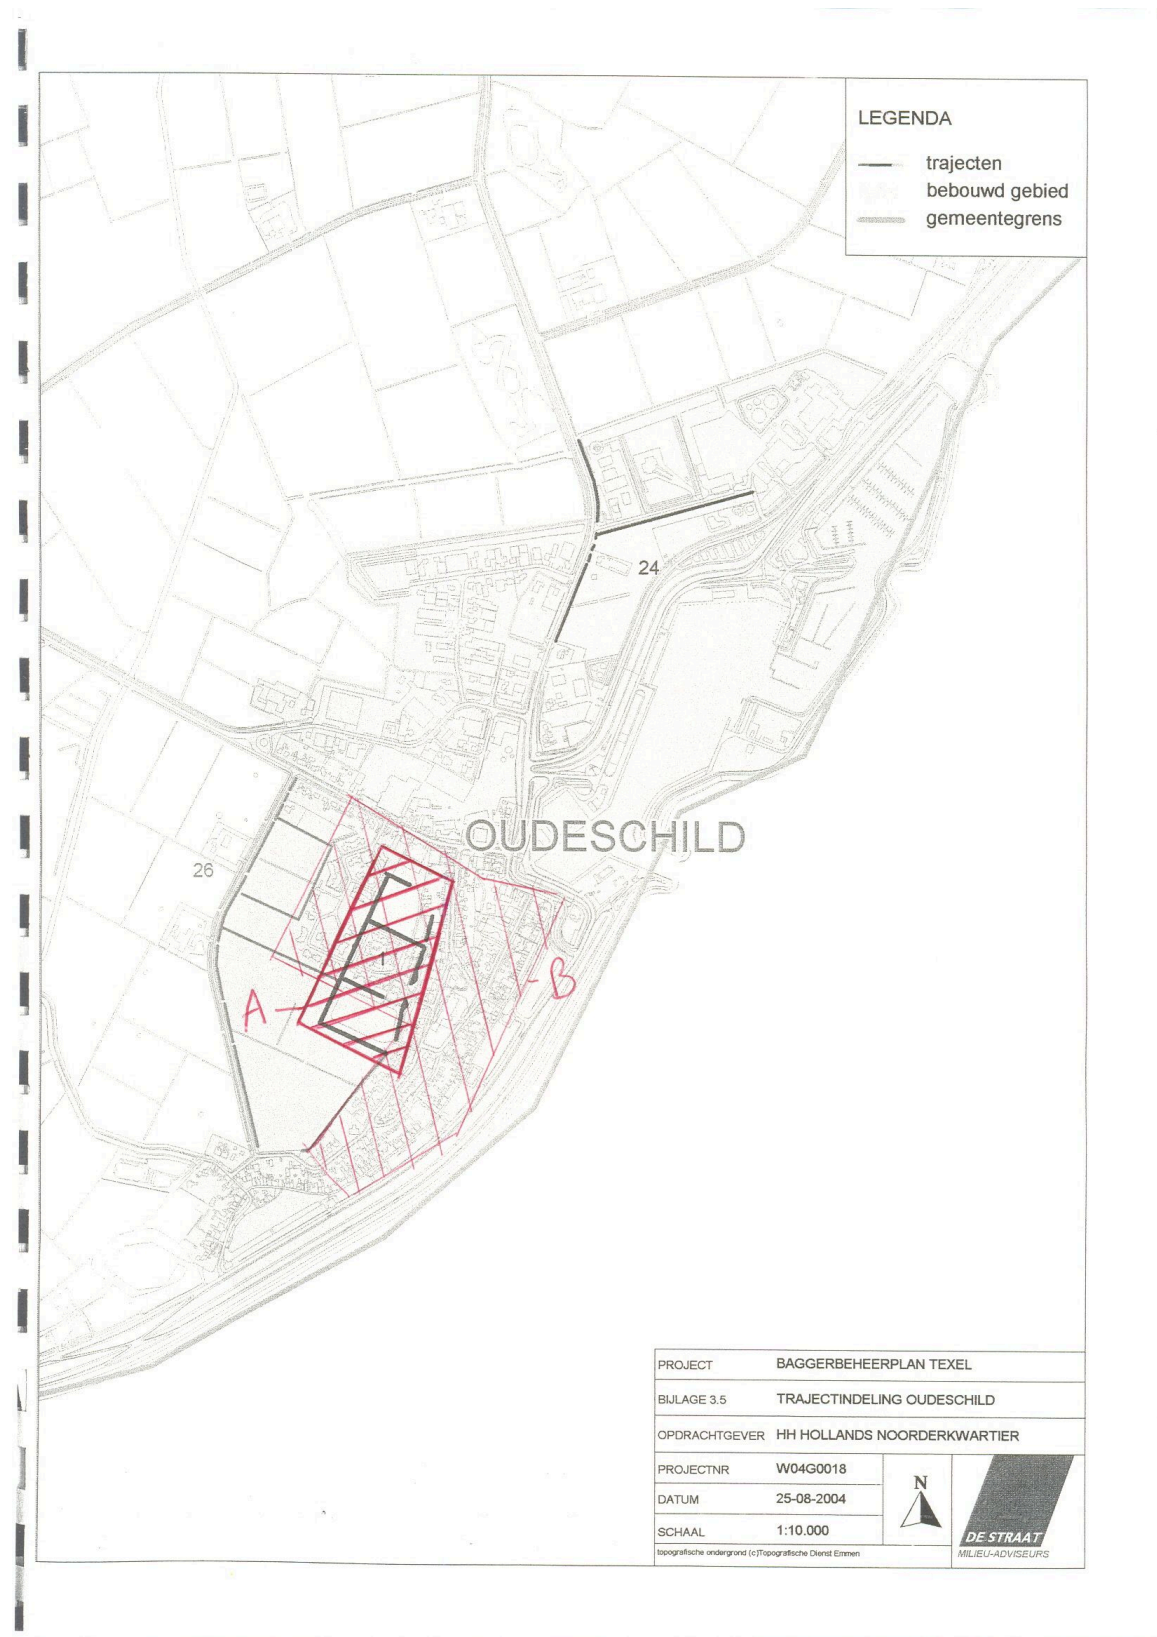 LEGENDA
trajecten
bebouwd gebied
gemeentegrens
24
OUDESCHILD
26
A
B
PROJECT BAGGERBEHEERPLAN TEXEL
BIJLAGE 3.5 TRAJECTINDELING OUDESCHILD
OPDRACHTGEVER HH HOLLANDS NOORDERKWARTIER
PROJECTNR W04G0018
DATUM 25-08-2004
SCHAAL 1:10.000
N
topografische ondergrond (c)Topografische Dienst Emmen
DE STRAAT
MILIEU-ADVISEURS